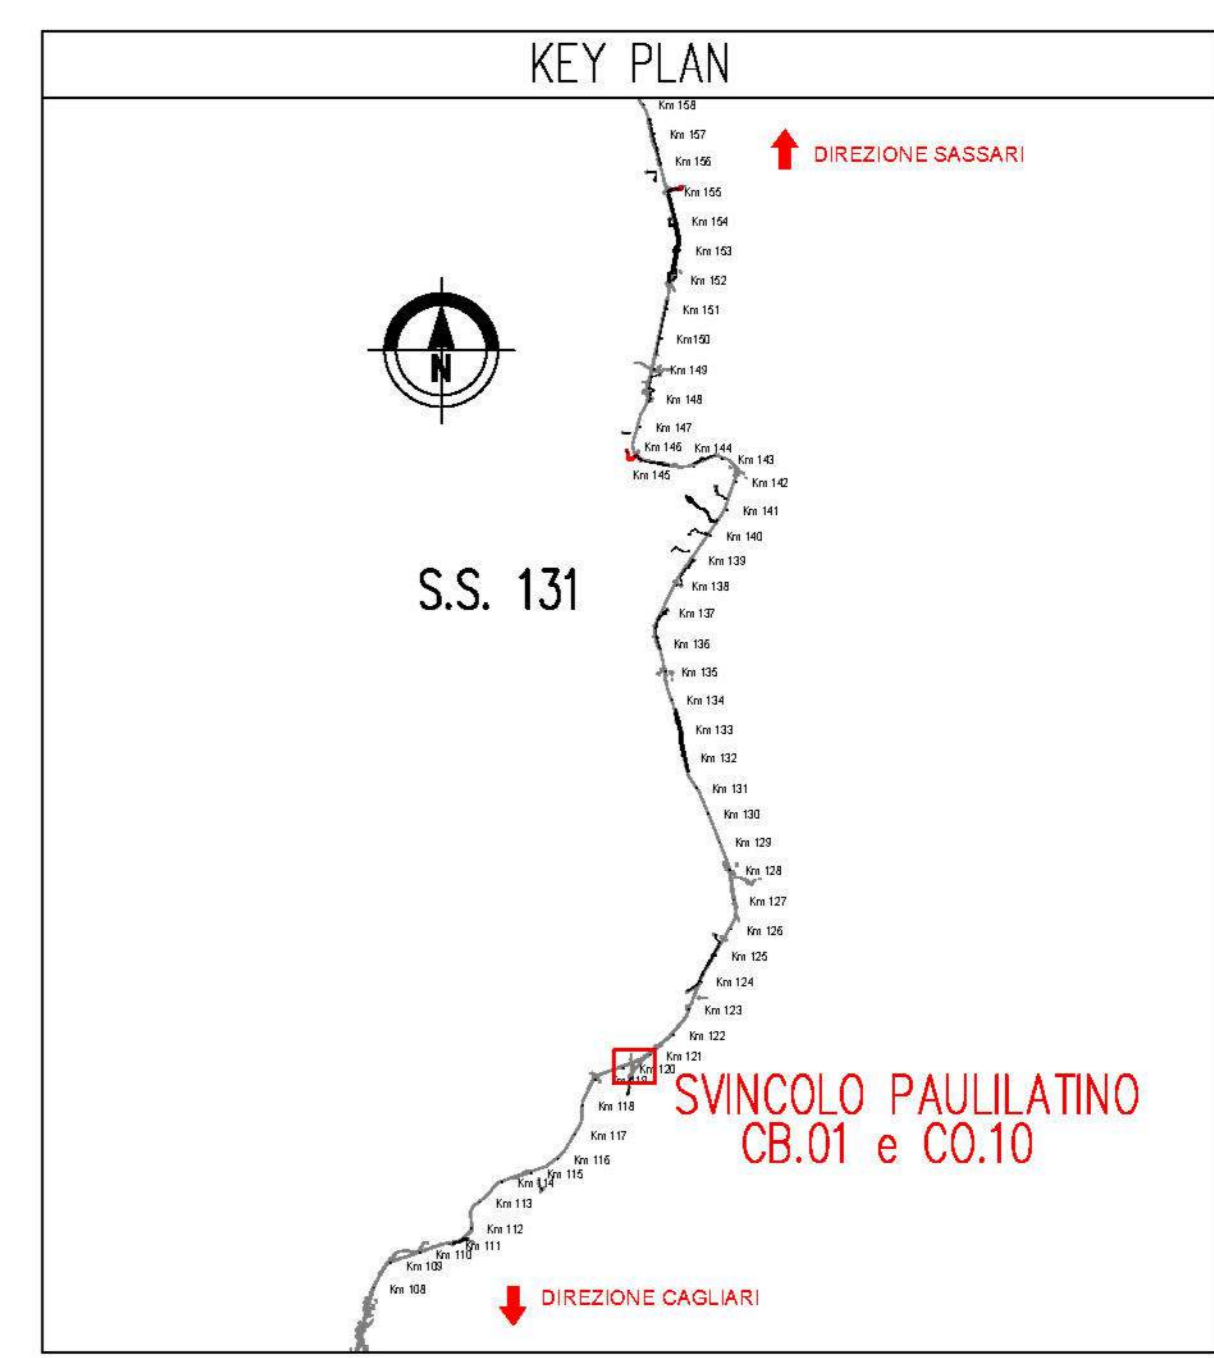 KEY PLAN
Km 158
Km 157
DIREZIONE SASSARI
Km 156
Km 155
Km 154
Km 153
Km 152
Km 151
Km150
N
Km 149
Km 148
Km 147
Km 146
Km 144
Km 143
Km 145
Km 142
Km 141
Km 140
Km 139
Km 138
S.S. 131
Km 137
Km 136
Km 135
Km 134
Km 133
Km 132
Km 131
Km 130
Km 129
Km 128
Km 127
Km 126
Km 125
Km 124
Km 123
Km 122
Km 121
Km 120
Km 119
SVINCOLO PAULILATINO
Km 118
CB.01 e CO.10
Km 117
Km 116
Km 115
Km 114
Km 113
Km 112
Km 111
Km 110
Km 109
Km 108
DIREZIONE CAGLIARI